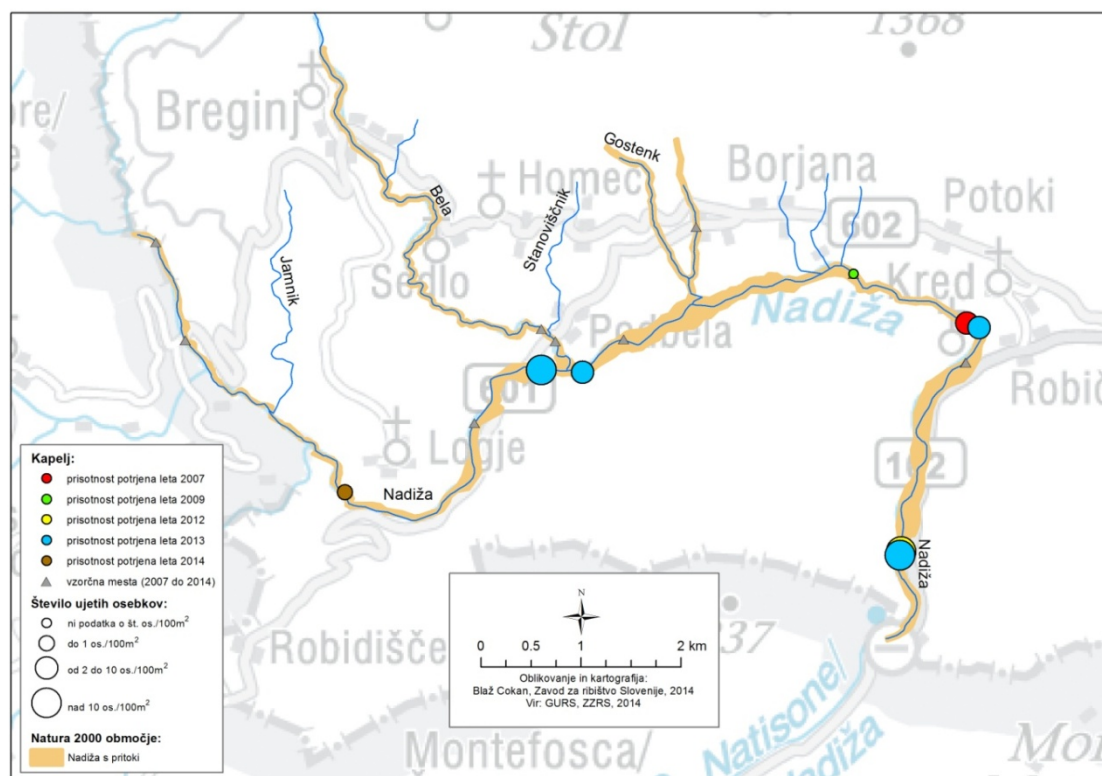 Stol
1368
Breginj
Gostenk
Borjana
Homec
Potoki
Bela
Stanoviščnik
602
Jamnik
Sedlo
Kred
Nadiža
Podbela
601
Robič
Logje
102
Nadiža
Nadiža
Kapelj:
prisotnost potrjena leta 2007
prisotnost potrjena leta 2009
prisotnost potrjena leta 2012
prisotnost potrjena leta 2013
prisotnost potrjena leta 2014
vzorčna mesta (2007 do 2014)
Število ujetih osebkov:
ni podatka o št. os./100m²
do 1 os./100m²
od 2 do 10 os./100m²
nad 10 os./100m²
Natura 2000 območje:
Nadiža s pritoki
N
0 0.5 1 2 km
Oblikovanje in kartografija:
Blaž Cokan, Zavod za ribištvo Slovenije, 2014
Vir: GURS, ZZRS, 2014
Robidišče
Natisone/
Nadiža
Montefosca/